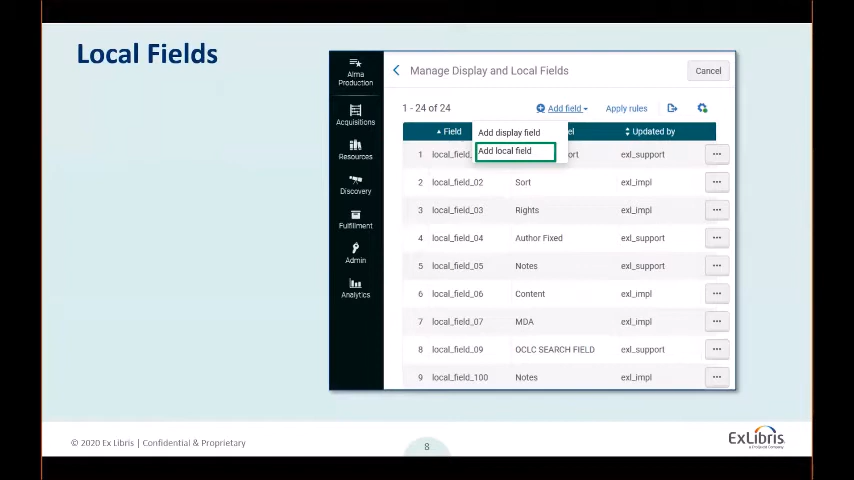 Local Fields
Alma
Production
Acquisitions
Resources
Discovery
Fulfillment
Admin
Analytics
Manage Display and Local Fields
Cancel
1 - 24 of 24
Add field
Apply rules
Field
el
Updated by
Add display field
Add local field
1 local_field_ ort exl_support
2 local_field_02 Sort exl_impl
3 local_field_03 Rights exl_impl
4 local_field_04 Author Fixed exl_support
5 local_field_05 Notes exl_support
6 local_field_06 Content exl_impl
7 local_field_07 MDA exl_impl
8 local_field_09 OCLC SEARCH FIELD exl_support
9 local_field_100 Notes exl_impl
© 2020 Ex Libris | Confidential & Proprietary
8
ExLibris
a ProQuest Company